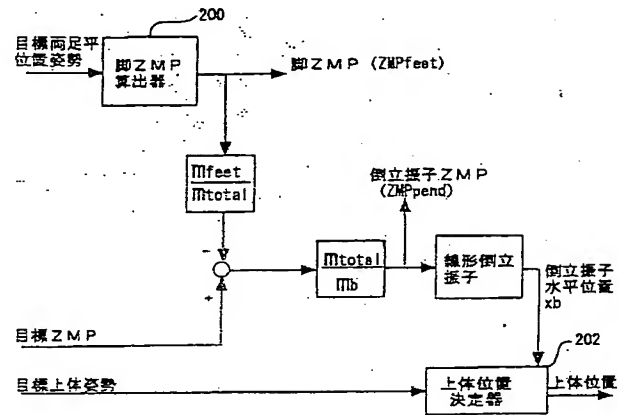 200
目標両足平
位置姿勢
脚ZMP
算出器
脚ZMP (ZMPfeet)
mfeet
mtotal
倒立振子ZMP
(ZMPpend)
-
+
mtotal
mb
線形倒立
振子
倒立振子
水平位置
xb
目標ZMP
202
目標上体姿勢
上体位置
決定器
上体位置